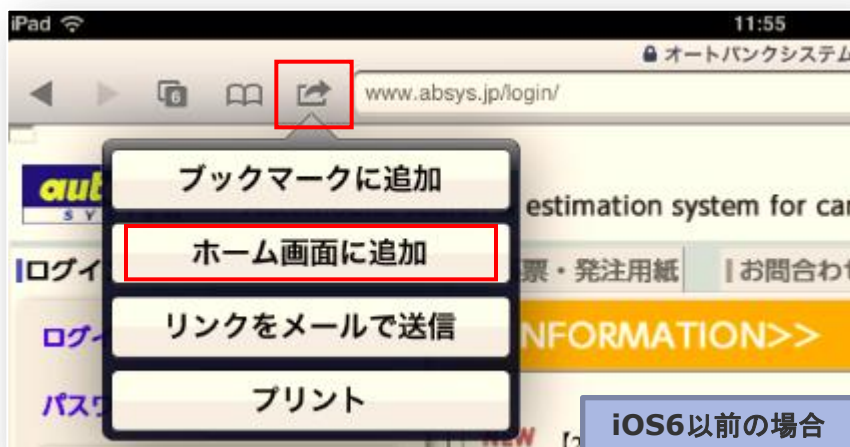 iPad 11:55
オートバンクシステム
6
www.absys.jp/login/
ブックマークに追加
aut
estimation system for car
S Y
ホーム画面に追加
ログイ
票・発注用紙
お問合わせ
リンクをメールで送信
ログイ
NFORMATION>>
プリント
パスワ
iOS6以前の場合
NEW